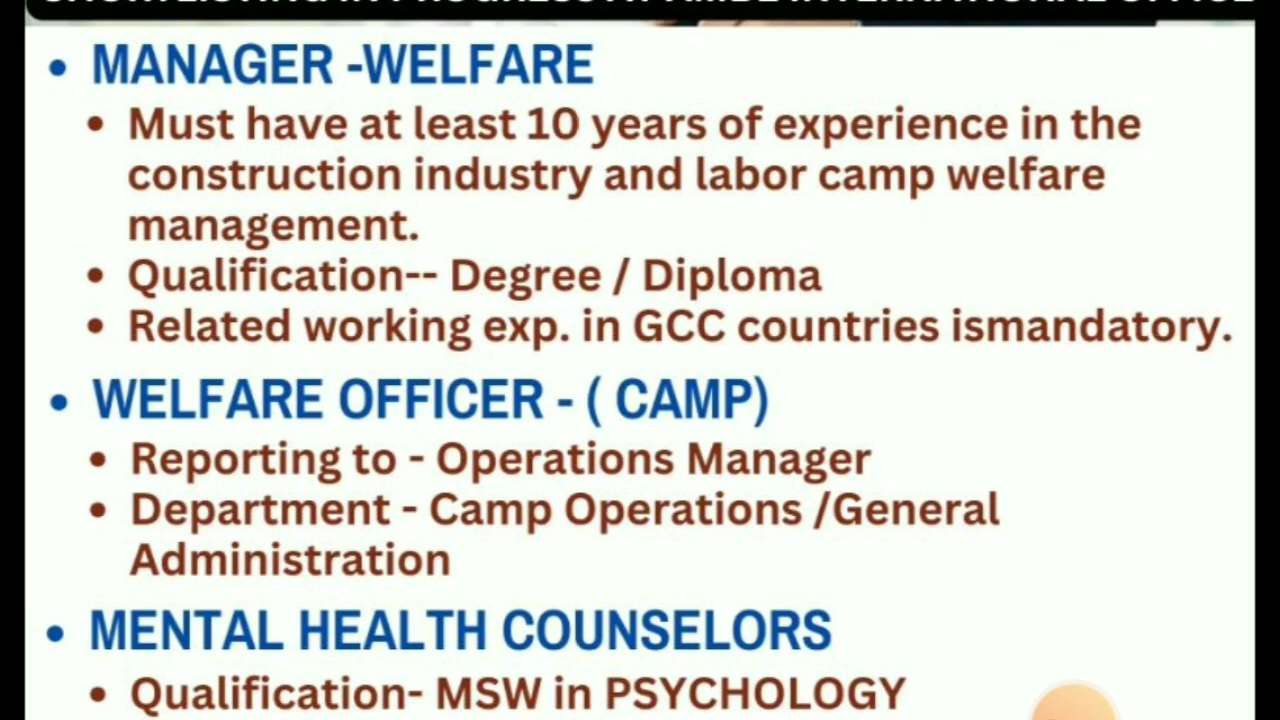 • MANAGER -WELFARE
• Must have at least 10 years of experience in the
construction industry and labor camp welfare
management.
• Qualification-- Degree / Diploma
• Related working exp. in GCC countries ismandatory.
• WELFARE OFFICER - ( CAMP)
• Reporting to - Operations Manager
• Department - Camp Operations /General
Administration
• MENTAL HEALTH COUNSELORS
• Qualification- MSW in PSYCHOLOGY